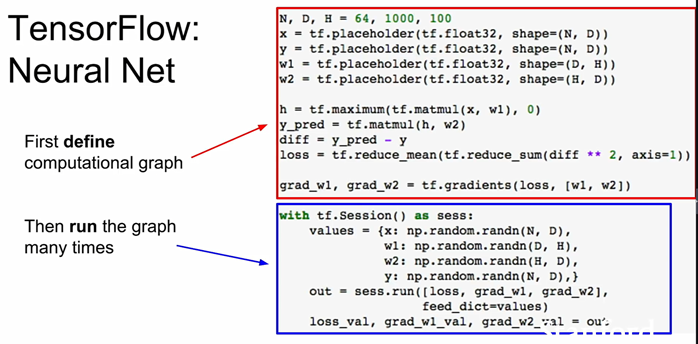 TensorFlow:
Neural Net
First define
computational graph
Then run the graph
many times
N, D, H = 64, 1000, 100
x = tf.placeholder(tf.float32, shape=(N, D))
y = tf.placeholder(tf.float32, shape=(N, D))
w1 = tf.placeholder(tf.float32, shape=(D, H))
w2 = tf.placeholder(tf.float32, shape=(H, D))
h = tf.maximum(tf.matmul(x, w1), 0)
y_pred = tf.matmul(h, w2)
diff = y_pred - y
loss = tf.reduce_mean(tf.reduce_sum(diff ** 2, axis=1))
grad_w1, grad_w2 = tf.gradients(loss, [w1, w2])
with tf.Session() as sess:
values = {x: np.random.randn(N, D),
w1: np.random.randn(D, H),
w2: np.random.randn(H, D),
y: np.random.randn(N, D),}
out = sess.run([loss, grad_w1, grad_w2],
feed_dict=values)
loss_val, grad_w1_val, grad_w2_val = out